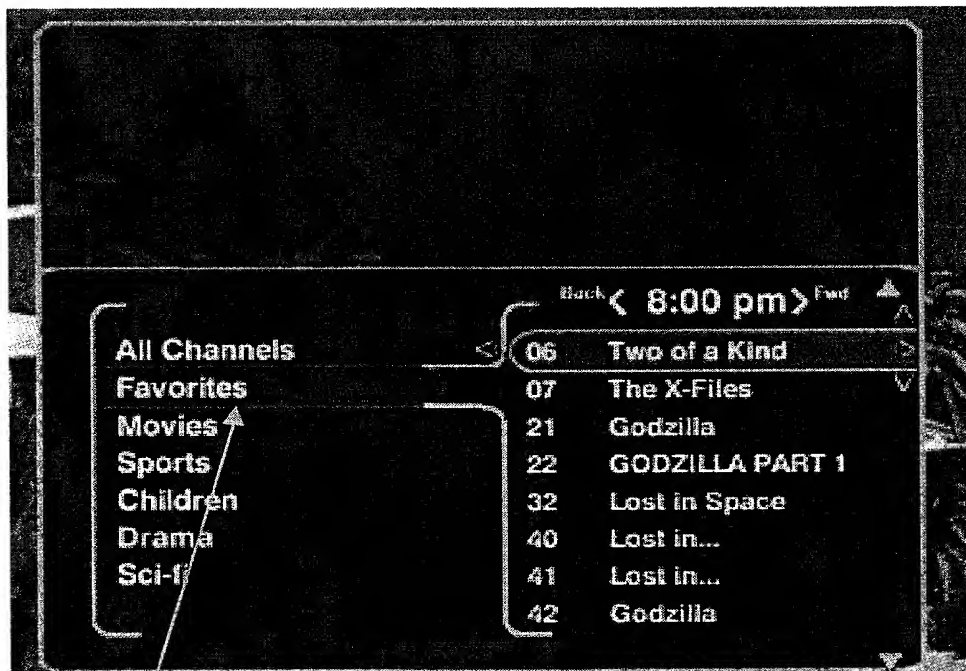 Back < 8:00 pm > Fwd
All Channels
Favorites
Movies
Sports
Children
Drama
Sci-fi
06 Two of a Kind
07 The X-Files
21 Godzilla
22 GODZILLA PART 1
32 Lost in Space
40 Lost in...
41 Lost in...
42 Godzilla